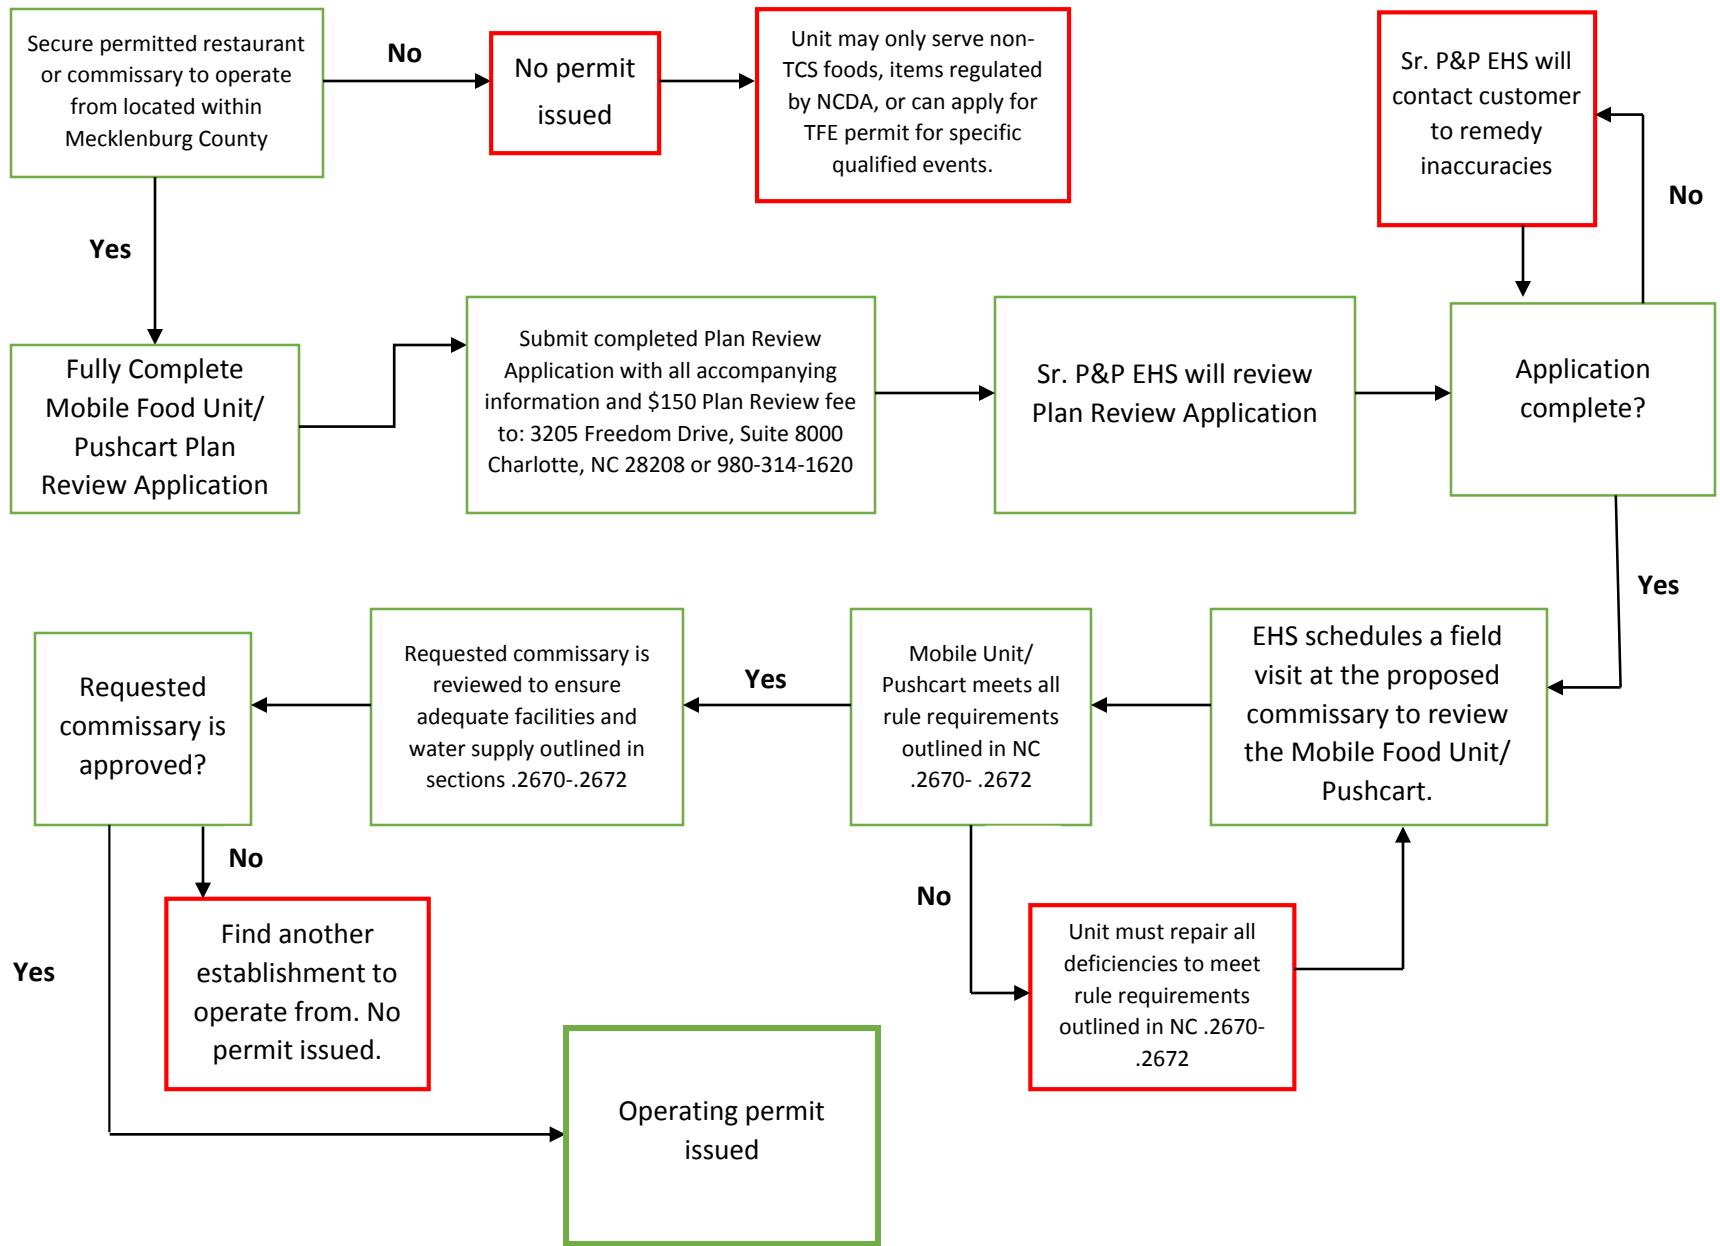 Secure permitted restaurant
or commissary to operate
from located within
Mecklenburg County
No
No permit
issued
Unit may only serve non-
TCS foods, items regulated
by NCDA, or can apply for
TFE permit for specific
qualified events.
Sr. P&P EHS will
contact customer
to remedy
inaccuracies
No
Yes
Fully Complete
Mobile Food Unit/
Pushcart Plan
Review Application
Submit completed Plan Review
Application with all accompanying
information and $150 Plan Review fee
to: 3205 Freedom Drive, Suite 8000
Charlotte, NC 28208 or 980-314-1620
Sr. P&P EHS will review
Plan Review Application
Application
complete?
Yes
EHS schedules a field
visit at the proposed
commissary to review
the Mobile Food Unit/
Pushcart.
Mobile Unit/
Pushcart meets all
rule requirements
outlined in NC
.2670- .2672
Yes
Requested commissary is
reviewed to ensure
adequate facilities and
water supply outlined in
sections .2670-.2672
Requested
commissary is
approved?
No
Unit must repair all
deficiencies to meet
rule requirements
outlined in NC .2670-
.2672
No
Find another
establishment to
operate from. No
permit issued.
Yes
Operating permit
issued